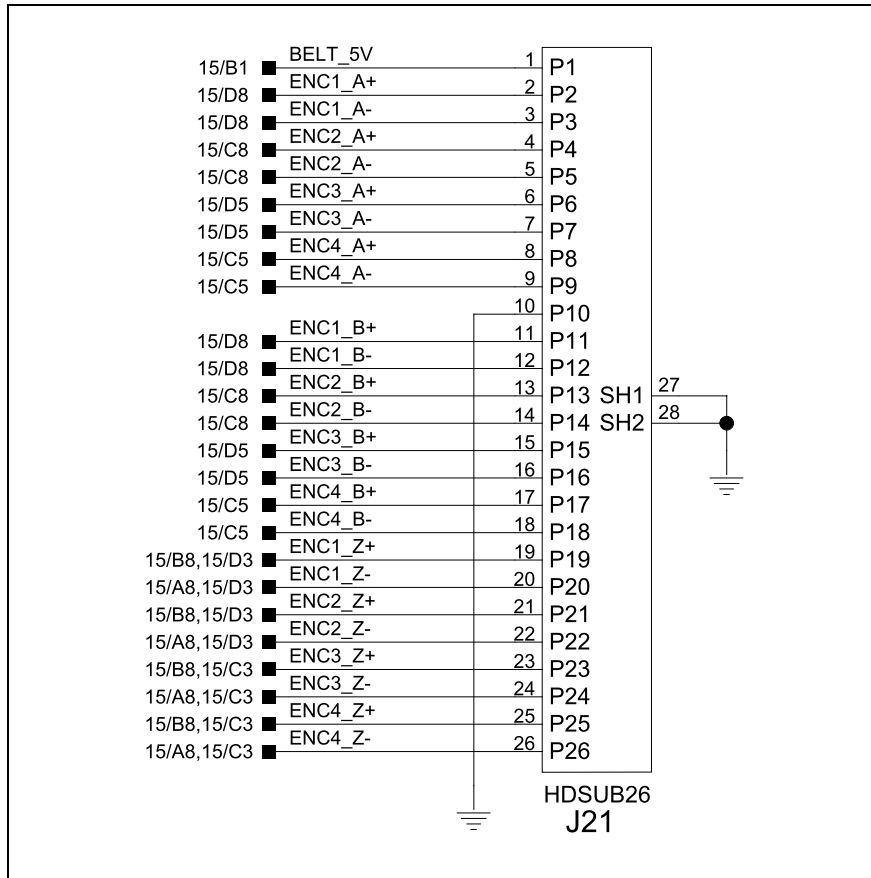 15/B1 BELT_5V 1 P1
15/D8 ENC1_A+ 2 P2
15/D8 ENC1_A- 3 P3
15/C8 ENC2_A+ 4 P4
15/C8 ENC2_A- 5 P5
15/D5 ENC3_A+ 6 P6
15/D5 ENC3_A- 7 P7
15/C5 ENC4_A+ 8 P8
15/C5 ENC4_A- 9 P9
10 P10
15/D8 ENC1_B+ 11 P11
15/D8 ENC1_B- 12 P12
15/C8 ENC2_B+ 13 P13 SH1 27
15/C8 ENC2_B- 14 P14 SH2 28
15/D5 ENC3_B+ 15 P15
15/D5 ENC3_B- 16 P16
15/C5 ENC4_B+ 17 P17
15/C5 ENC4_B- 18 P18
15/B8,15/D3 ENC1_Z+ 19 P19
15/A8,15/D3 ENC1_Z- 20 P20
15/B8,15/D3 ENC2_Z+ 21 P21
15/A8,15/D3 ENC2_Z- 22 P22
15/B8,15/C3 ENC3_Z+ 23 P23
15/A8,15/C3 ENC3_Z- 24 P24
15/B8,15/C3 ENC4_Z+ 25 P25
15/A8,15/C3 ENC4_Z- 26 P26
HDSUB26
J21